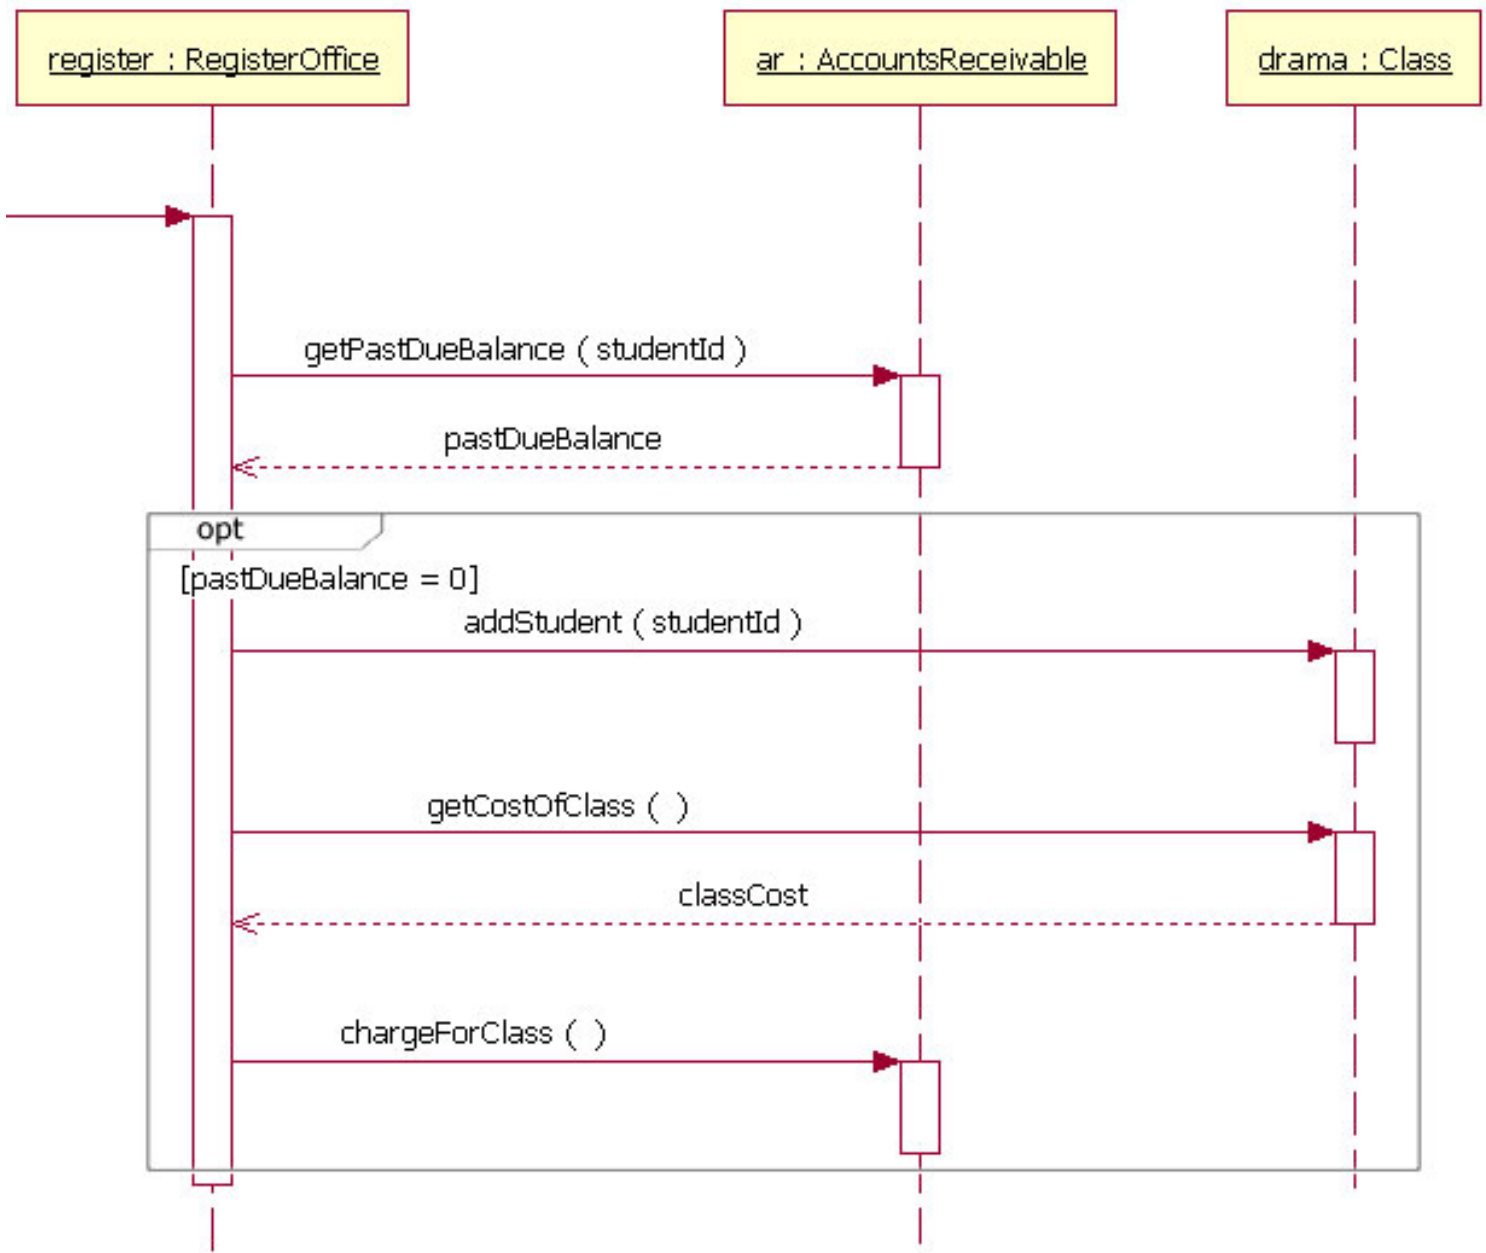 register : RegisterOffice
ar : AccountsReceivable
drama : Class
getPastDueBalance ( studentId )
pastDueBalance
opt
[pastDueBalance = 0]
addStudent ( studentId )
getCostOfClass ( )
classCost
chargeForClass ( )